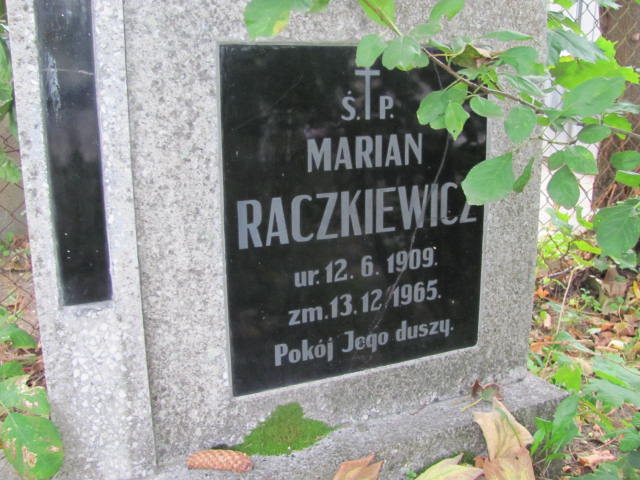 Ś.†P.
MARIAN
RACZKIEWICZ
ur. 12. 6. 1909.
zm. 13. 12. 1965.
Pokój Jego duszy.